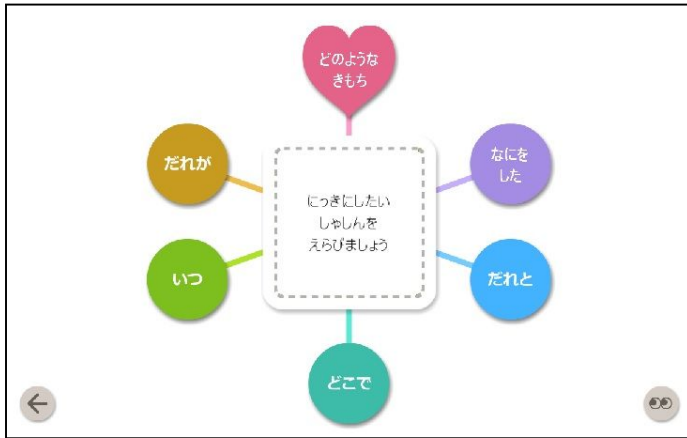 どのような
きもち
だれが
なにを
した
にっきにしたい
しゃしんを
えらびましょう
いつ
だれと
どこで